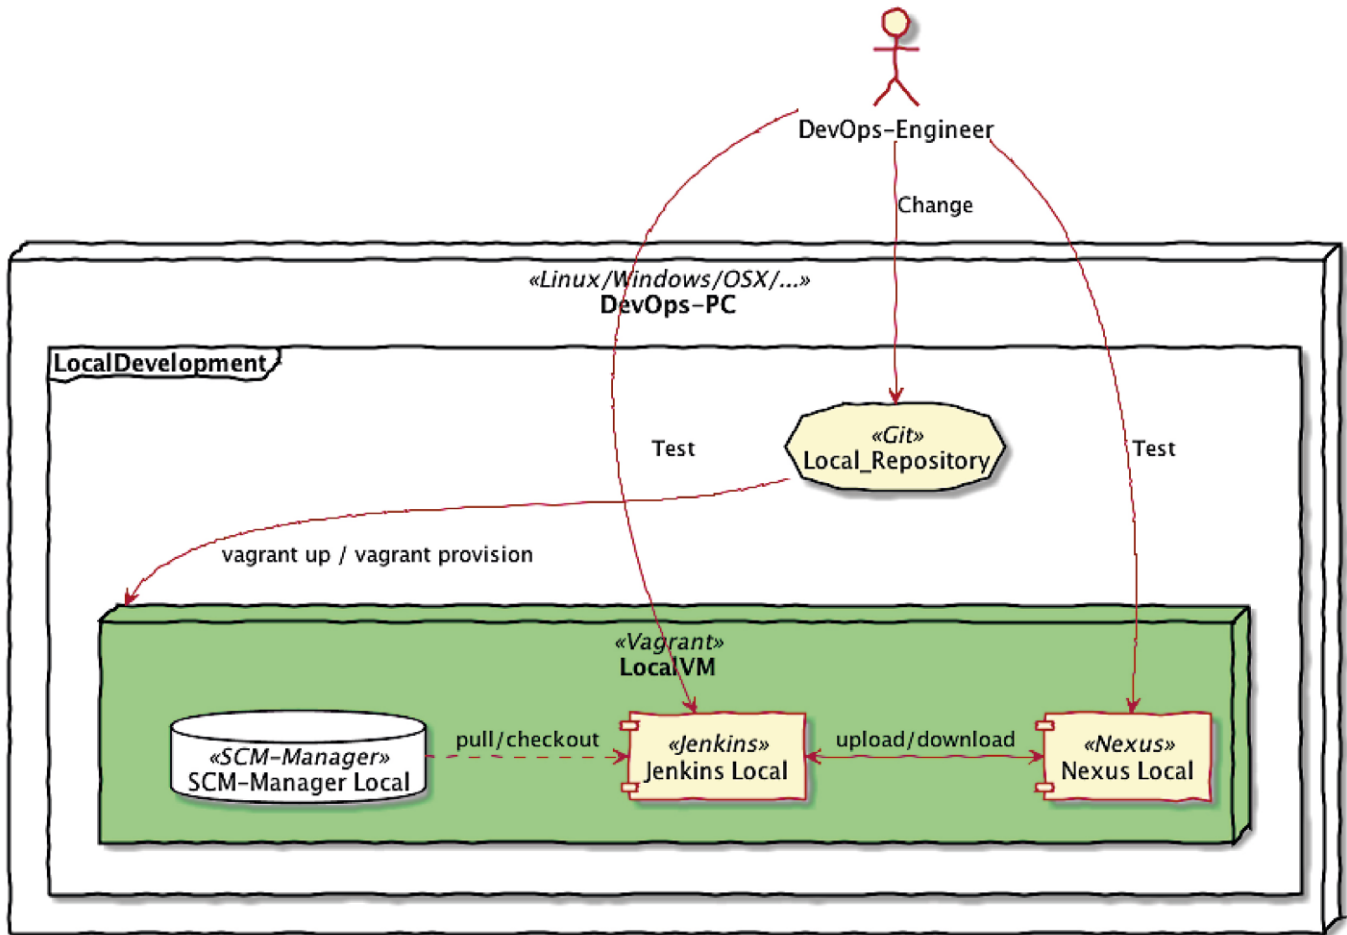 DevOps-Engineer
Change
«Linux/Windows/OSX/...»
DevOps-PC
LocalDevelopment
«Git»
Local_Repository
Test
Test
vagrant up / vagrant provision
«Vagrant»
LocalVM
«SCM-Manager»
SCM-Manager Local
pull/checkout
«Jenkins»
Jenkins Local
upload/download
«Nexus»
Nexus Local